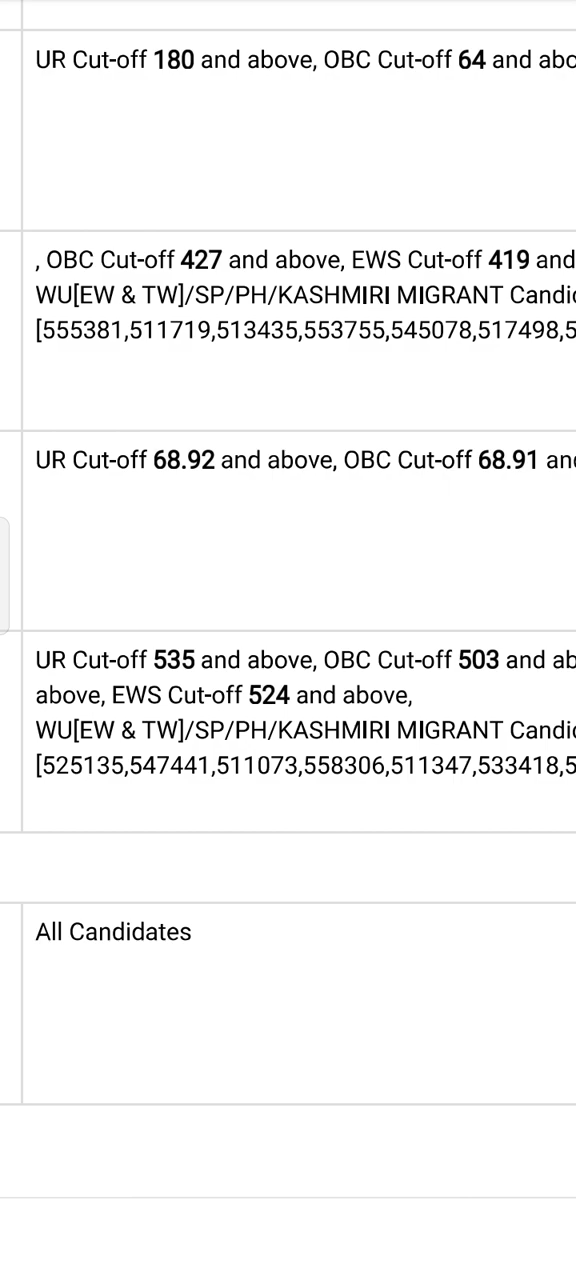 UR Cut-off 180 and above, OBC Cut-off 64 and abo
, OBC Cut-off 427 and above, EWS Cut-off 419 and
WU[EW & TW]/SP/PH/KASHMIRI MIGRANT Candic
[555381,511719,513435,553755,545078,517498,5
UR Cut-off 68.92 and above, OBC Cut-off 68.91 an
UR Cut-off 535 and above, OBC Cut-off 503 and ab
above, EWS Cut-off 524 and above,
WU[EW & TW]/SP/PH/KASHMIRI MIGRANT Candic
[525135,547441,511073,558306,511347,533418,5
All Candidates